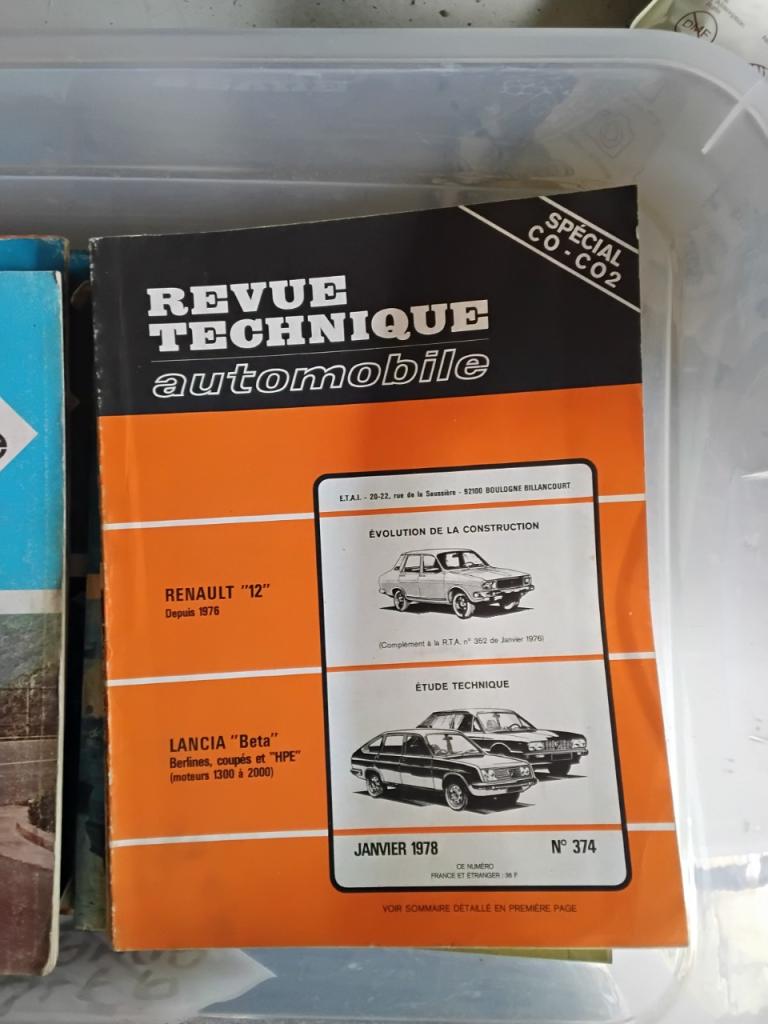 SPÉCIAL
CO-CO2
REVUE
TECHNIQUE
automobile
E.T.A.I. - 20-22, rue de la Saussière - 92100 BOULOGNE BILLANCOURT
ÉVOLUTION DE LA CONSTRUCTION
RENAULT "12"
Depuis 1976
(Complément à la R.T.A. n° 352 de Janvier 1976)
ÉTUDE TECHNIQUE
LANCIA "Beta"
Berlines, coupés et "HPE"
(moteurs 1300 à 2000)
JANVIER 1978
N° 374
CE NUMÉRO
FRANCE ET ÉTRANGER : 36 F
VOIR SOMMAIRE DÉTAILLÉ EN PREMIÈRE PAGE
DMF
e